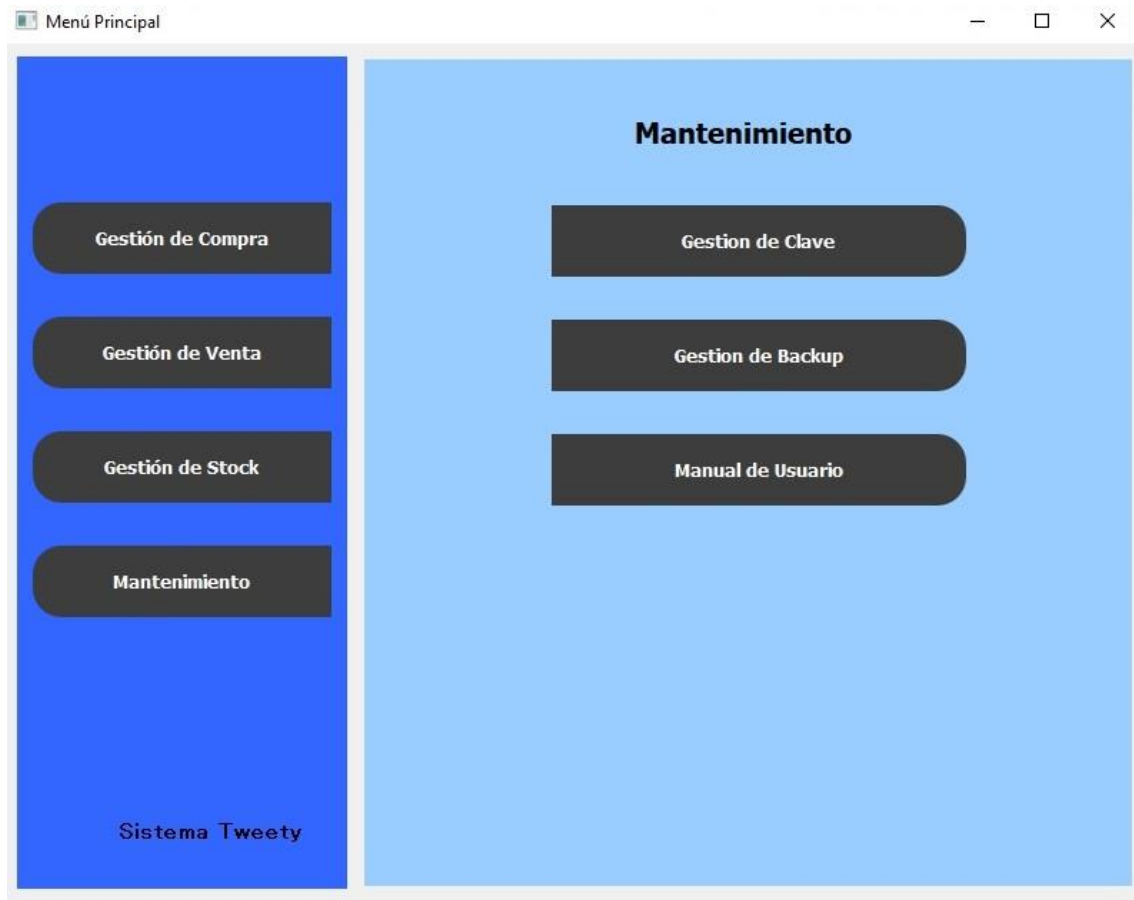 Menú Principal
Gestión de Compra
Gestión de Venta
Gestión de Stock
Mantenimiento
Sistema Tweety
Mantenimiento
Gestion de Clave
Gestion de Backup
Manual de Usuario